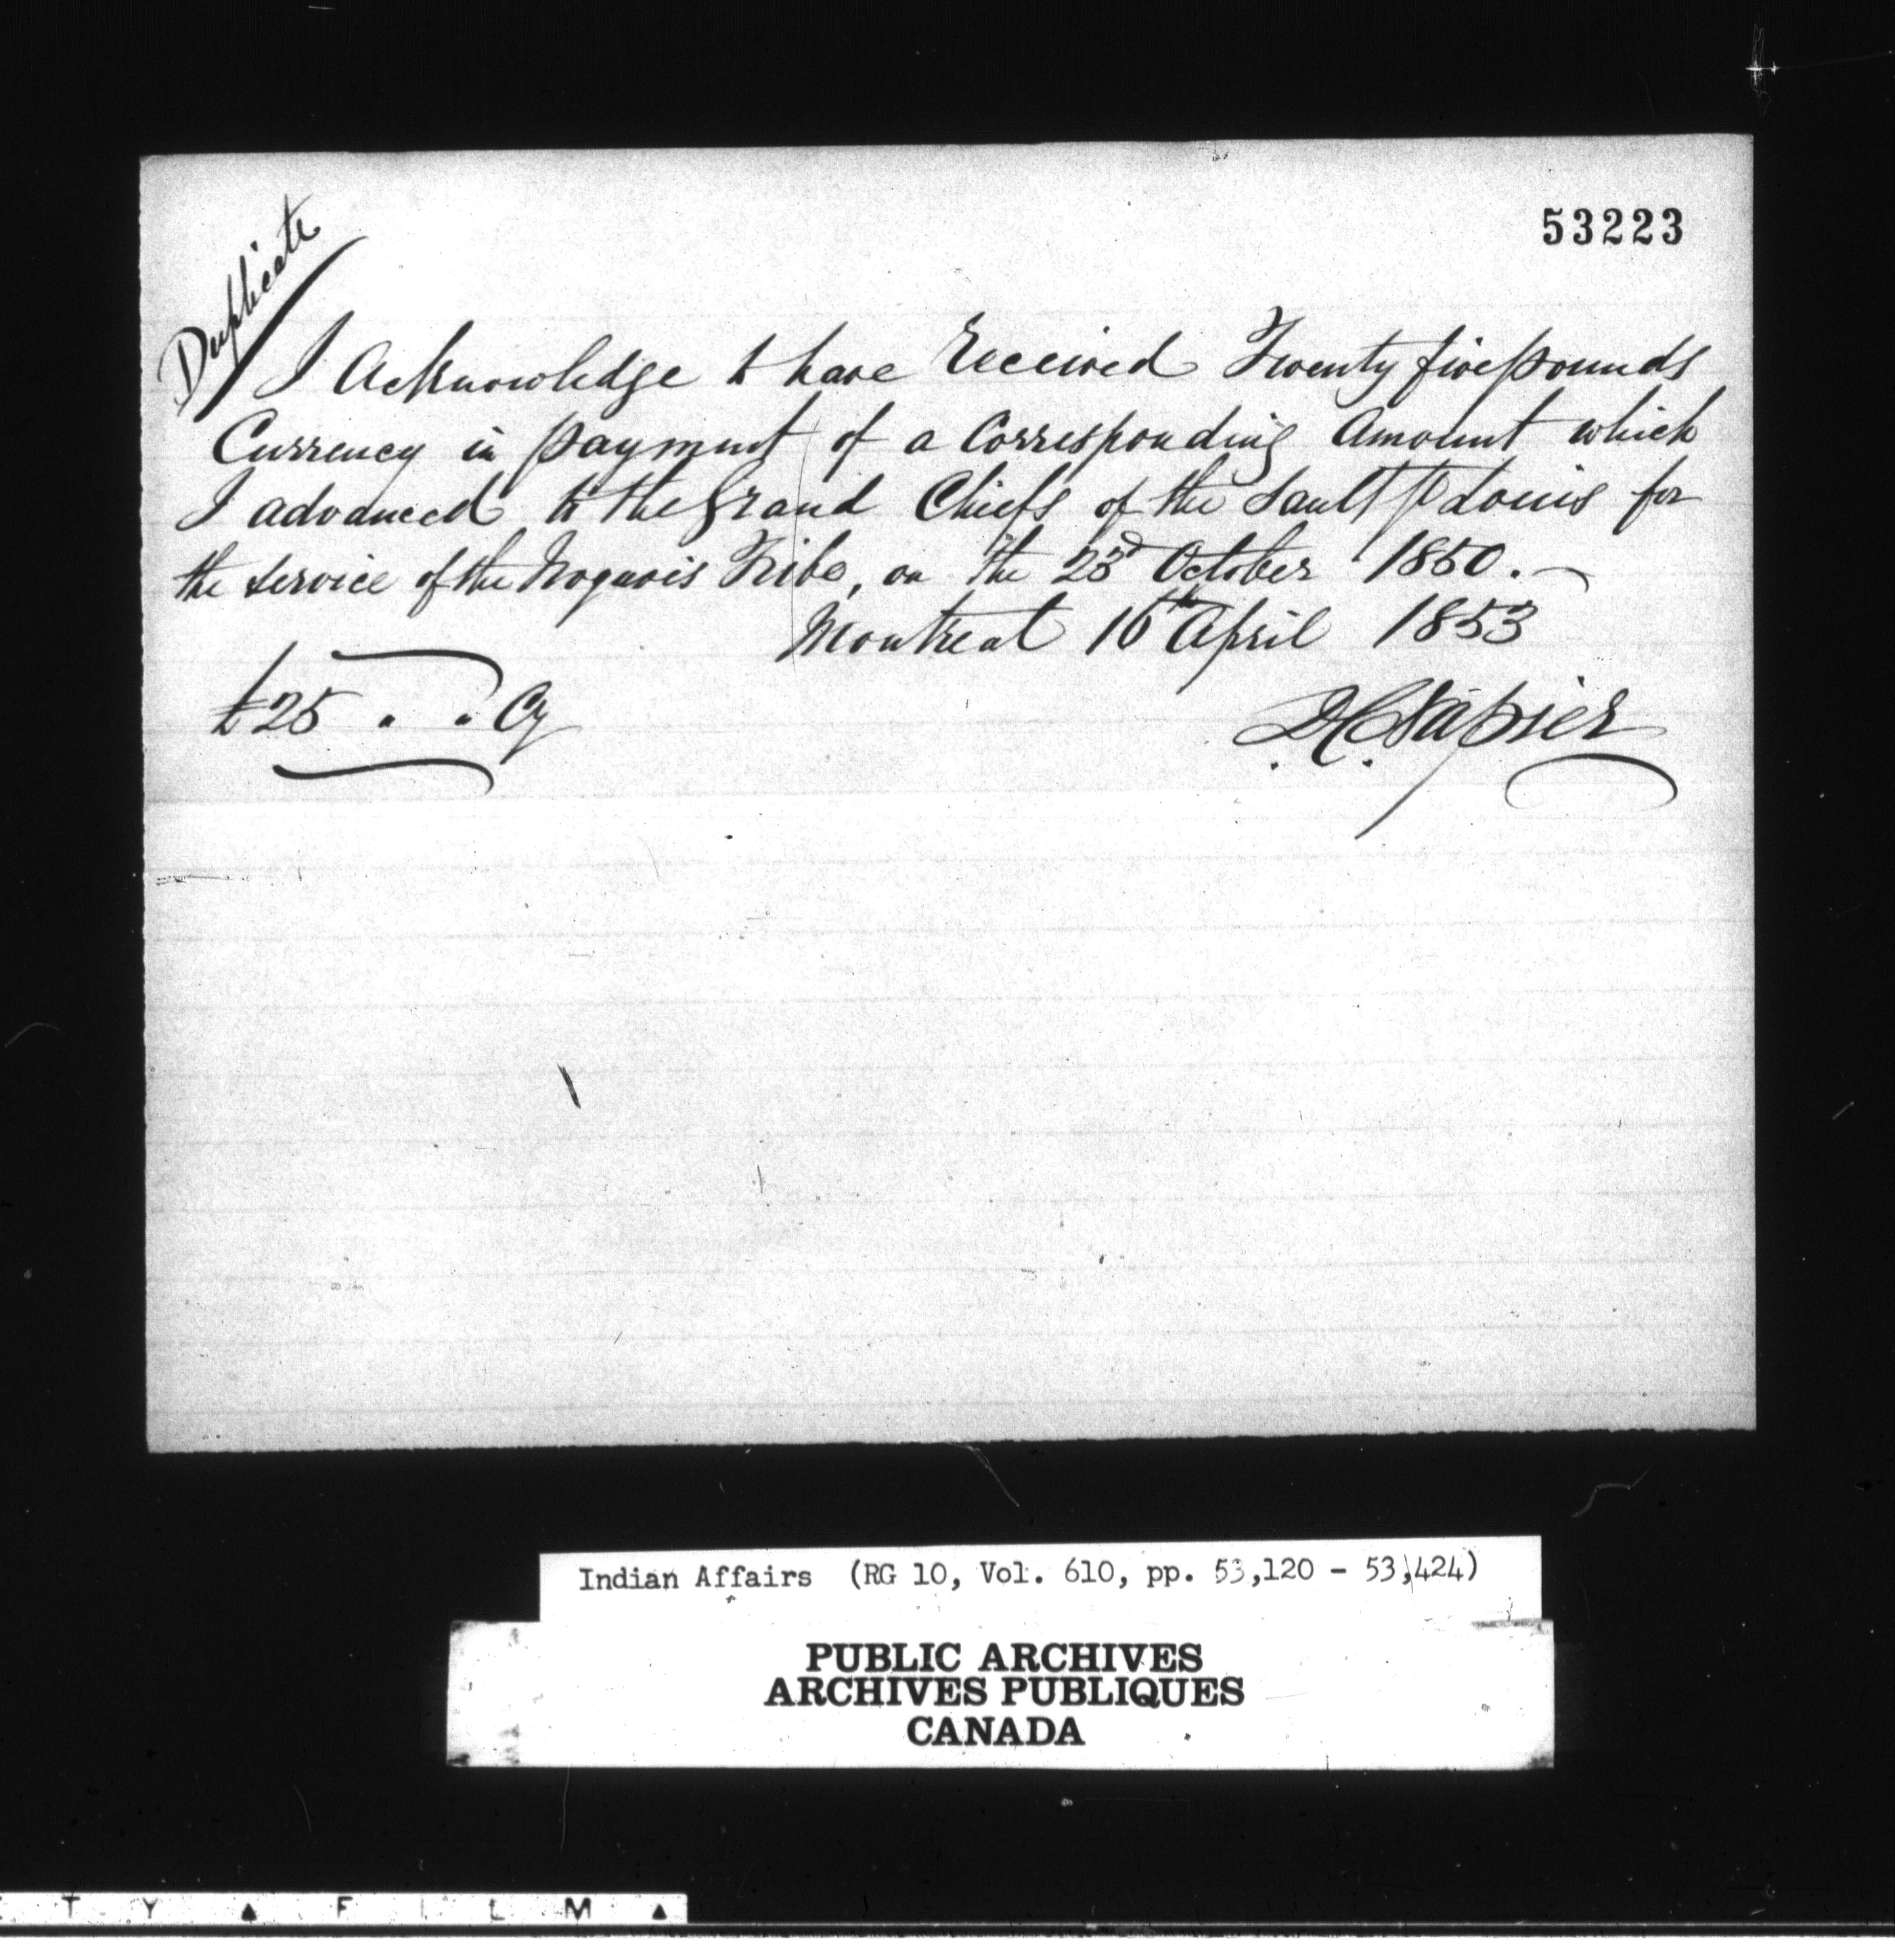 53223
Duplicate
I Acknowledge to have received Twenty five pounds
Currency in payment of a Corresponding Amount which
I advanced to the Grand Chiefs of the Sault St Louis for
the service of the Iroquois Tribe, on the 23d October 1850.
Montreal 16th April 1853
£25 . . Cy
D.C. Napier
Indian Affairs (RG 10, Vol. 610, pp. 53,120 - 53,424)
PUBLIC ARCHIVES
ARCHIVES PUBLIQUES
CANADA
T Y ▲ F I L M ▲